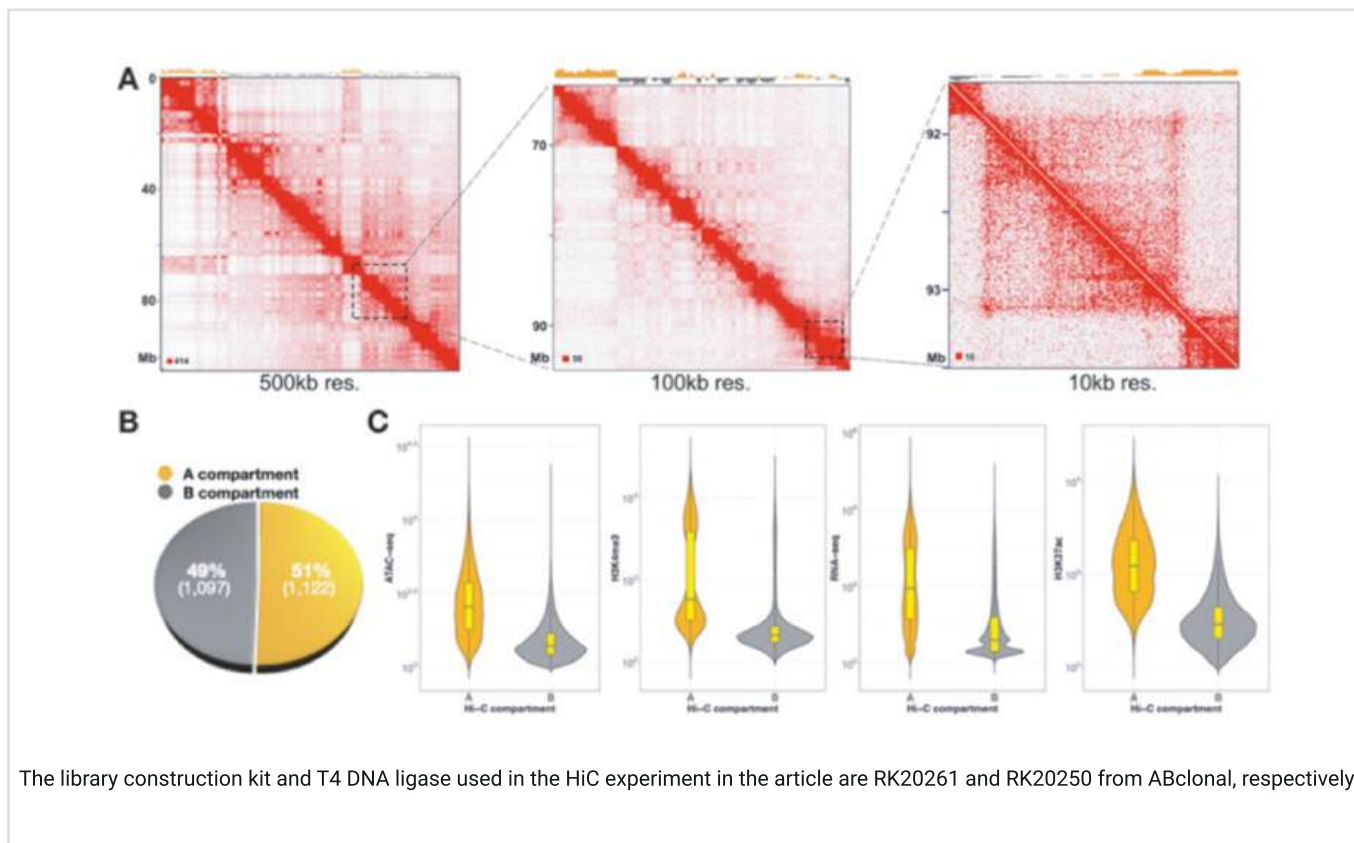 A
0
40
80
Mb
414
500kb res.
70
90
Mb
50
100kb res.
92
93
Mb
10kb res.
B
A compartment
B compartment
49%
(1,097)
51%
(1,122)
C
ATAC-seq
A B
Hi-C compartment
H3K4me3
A B
Hi-C compartment
RNA-seq
A B
Hi-C compartment
H3K27ac
A B
Hi-C compartment
The library construction kit and T4 DNA ligase used in the HiC experiment in the article are RK20261 and RK20250 from ABclonal, respectively